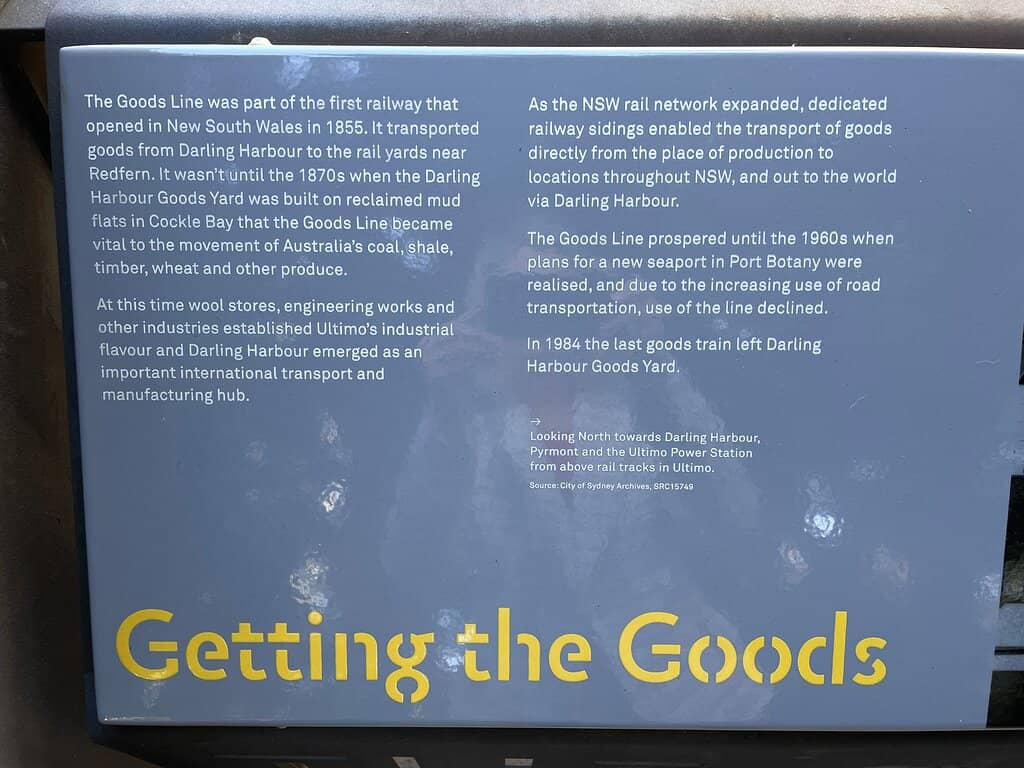 The Goods Line was part of the first railway that
opened in New South Wales in 1855. It transported
goods from Darling Harbour to the rail yards near
Redfern. It wasn't until the 1870s when the Darling
Harbour Goods Yard was built on reclaimed mud
flats in Cockle Bay that the Goods Line became
vital to the movement of Australia's coal, shale,
timber, wheat and other produce.
At this time wool stores, engineering works and
other industries established Ultimo's industrial
flavour and Darling Harbour emerged as an
important international transport and
manufacturing hub.
As the NSW rail network expanded, dedicated
railway sidings enabled the transport of goods
directly from the place of production to
locations throughout NSW, and out to the world
via Darling Harbour.
The Goods Line prospered until the 1960s when
plans for a new seaport in Port Botany were
realised, and due to the increasing use of road
transportation, use of the line declined.
In 1984 the last goods train left Darling
Harbour Goods Yard.
→
Looking North towards Darling Harbour,
Pyrmont and the Ultimo Power Station
from above rail tracks in Ultimo.
Source: City of Sydney Archives, SRC15749
Getting the Goods